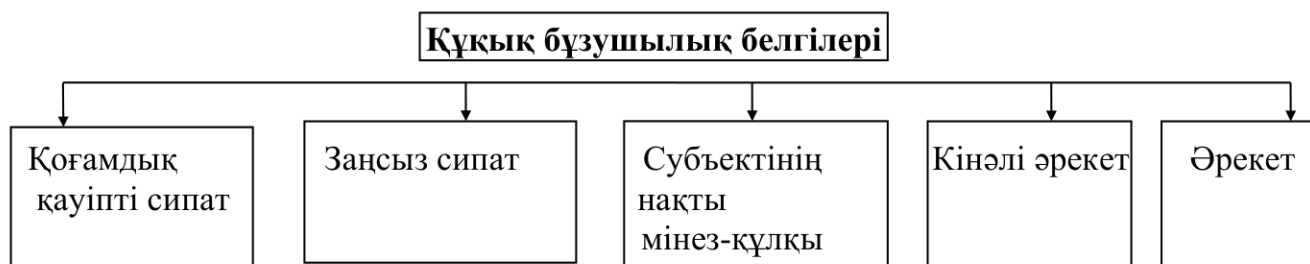 Құқық бұзушылық белгілері
Қоғамдық
қауіпті сипат
Заңсыз сипат
Субъектінің
нақты
мінез-құлқы
Кінәлі әрекет
Әрекет